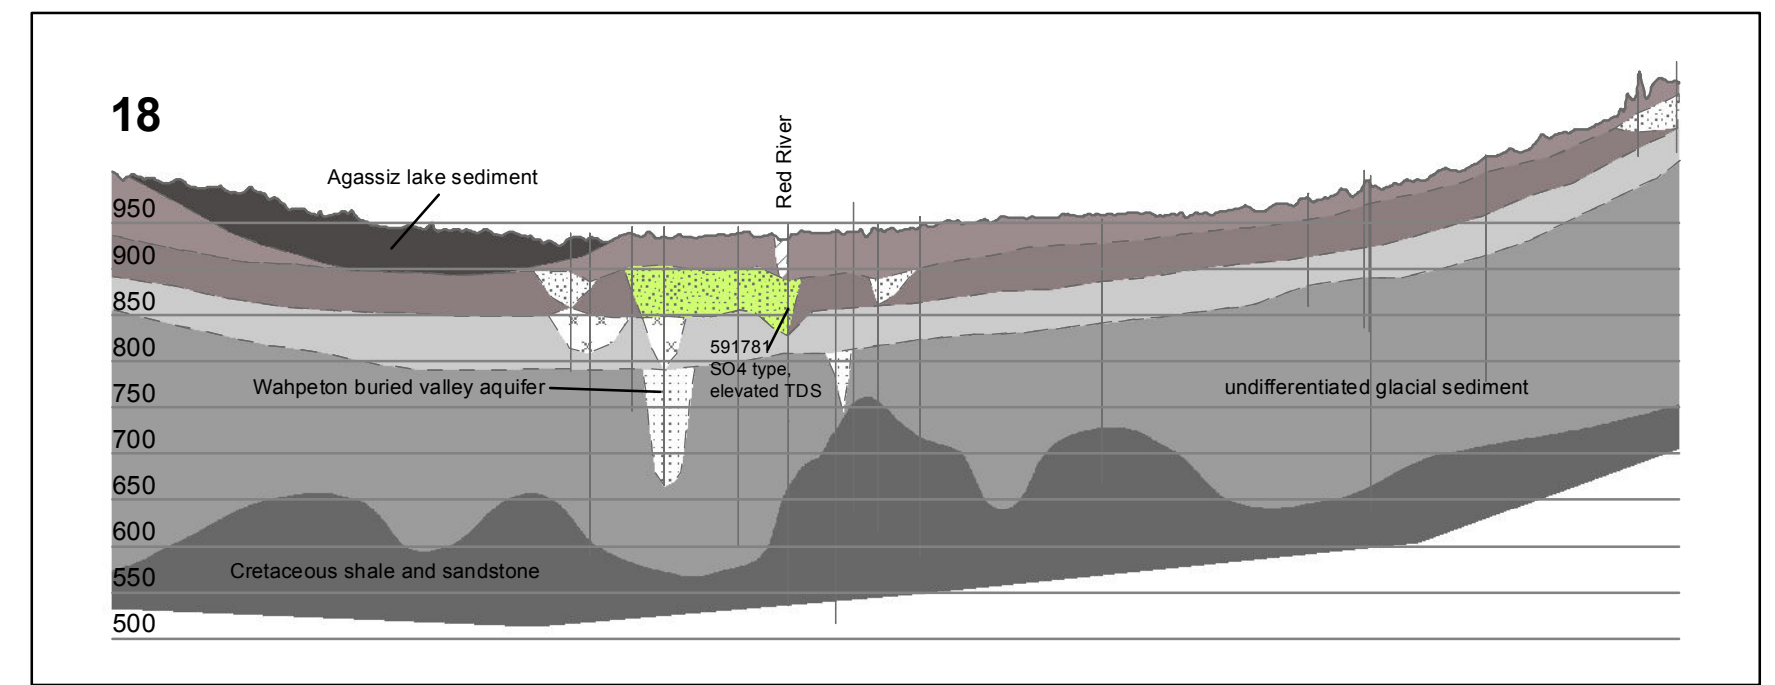 18
Red River
Agassiz lake sediment
950
900
850
800
591781
SO4 type,
elevated TDS
Wahpeton buried valley aquifer
undifferentiated glacial sediment
750
700
650
600
Cretaceous shale and sandstone
550
500